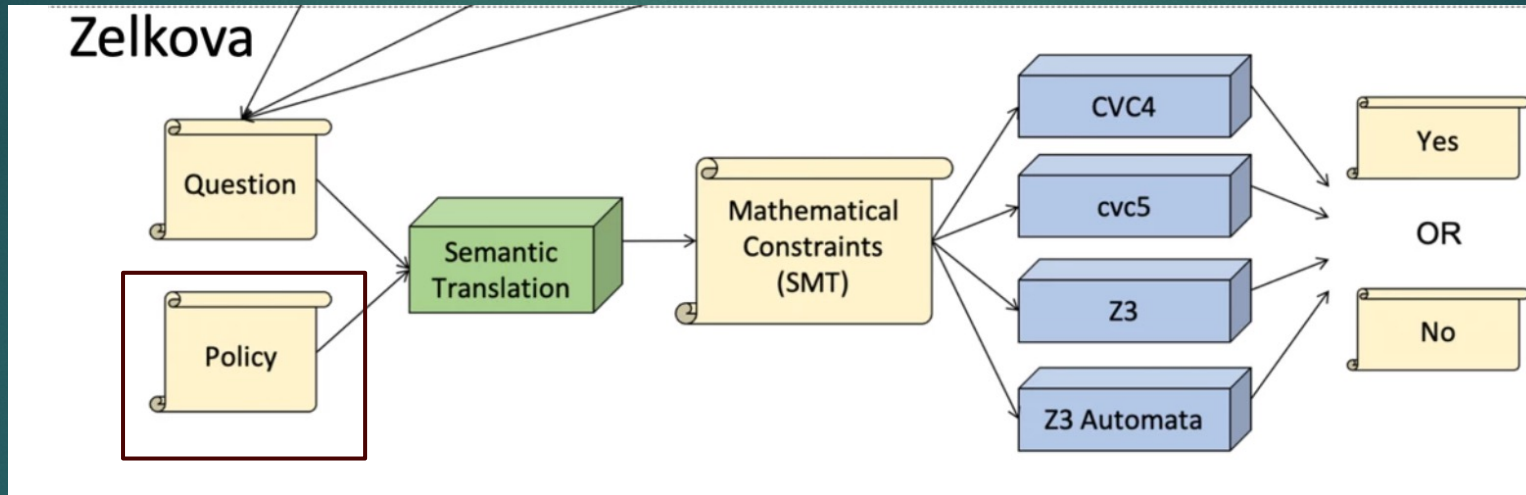 Zelkova
Question
Policy
Semantic
Translation
Mathematical
Constraints
(SMT)
CVC4
cvc5
Z3
Z3 Automata
Yes
OR
No